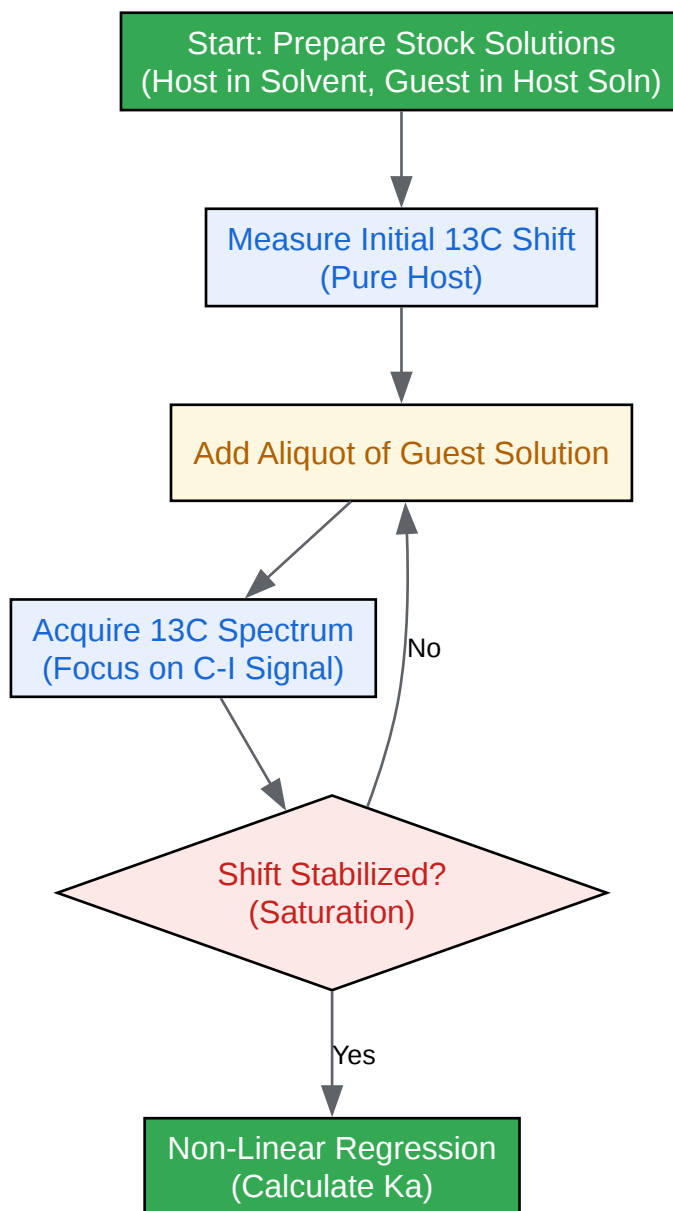 Start: Prepare Stock Solutions
(Host in Solvent, Guest in Host Soln)
Measure Initial 13C Shift
(Pure Host)
Add Aliquot of Guest Solution
Acquire 13C Spectrum
(Focus on C-I Signal)
No
Shift Stabilized?
(Saturation)
Yes
Non-Linear Regression
(Calculate Ka)